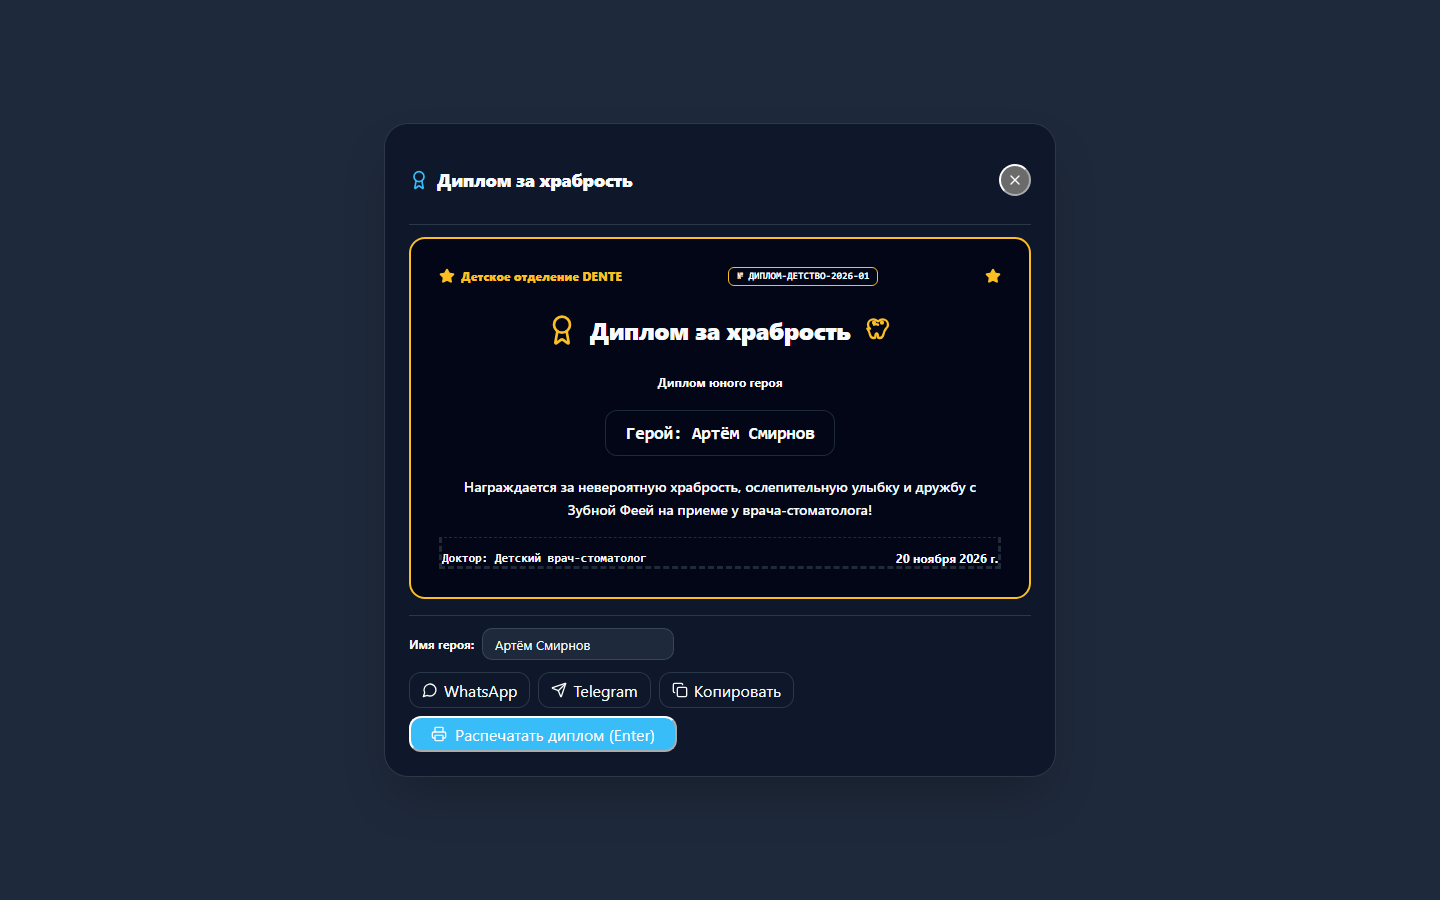 Диплом за храбрость
Детское отделение DENTE
№ ДИПЛОМ-ДЕТСТВО-2026-01
Диплом за храбрость
Диплом юного героя
Герой: Артём Смирнов
Награждается за невероятную храбрость, ослепительную улыбку и дружбу с
Зубной Феей на приеме у врача-стоматолога!
Доктор: Детский врач-стоматолог
20 ноября 2026 г.
Имя героя:
Артём Смирнов
WhatsApp
Telegram
Копировать
Распечатать диплом (Enter)